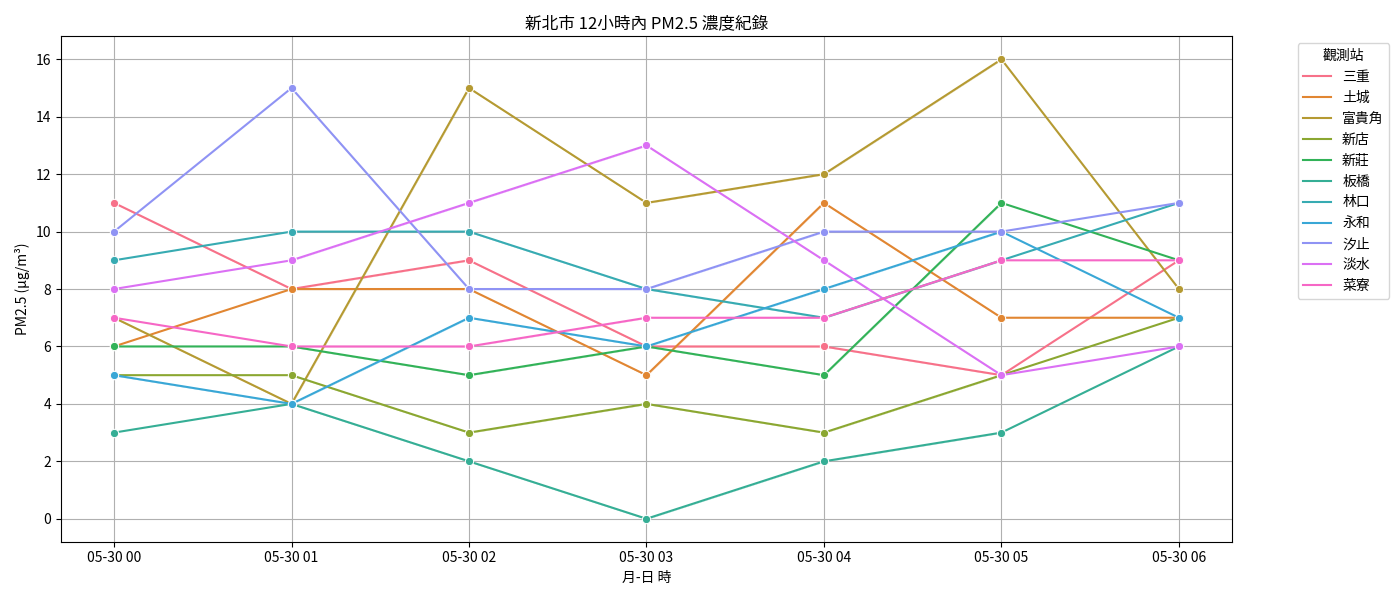 新北市 12小時內 PM2.5 濃度紀錄
PM2.5 (μg/m³)
16
14
12
10
8
6
4
2
0
05-30 00
05-30 01
05-30 02
05-30 03
05-30 04
05-30 05
05-30 06
月-日 時
觀測站
三重
土城
富貴角
新店
新莊
板橋
林口
永和
汐止
淡水
菜寮